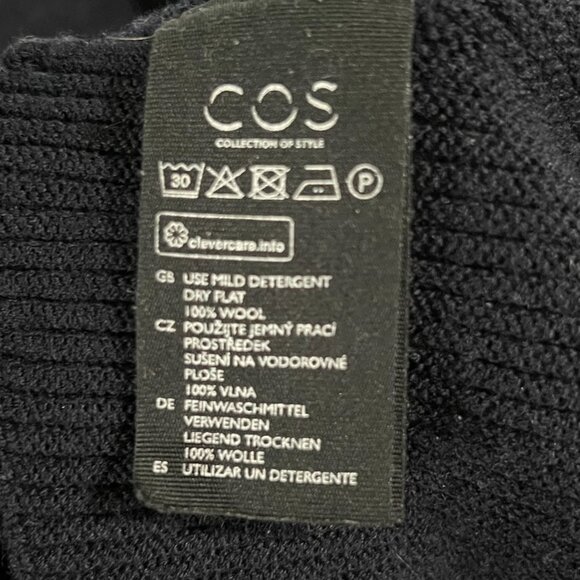 COS
COLLECTION OF STYLE
30 P
clevercare.info
GB USE MILD DETERGENT
DRY FLAT
100% WOOL
CZ POUŽIJTE JEMNÝ PRACÍ
PROSTŘEDEK
SUŠENÍ NA VODOROVNÉ
PLOŠE
100% VLNA
DE FEINWASCHMITTEL
VERWENDEN
LIEGEND TROCKNEN
100% WOLLE
ES UTILIZAR UN DETERGENTE